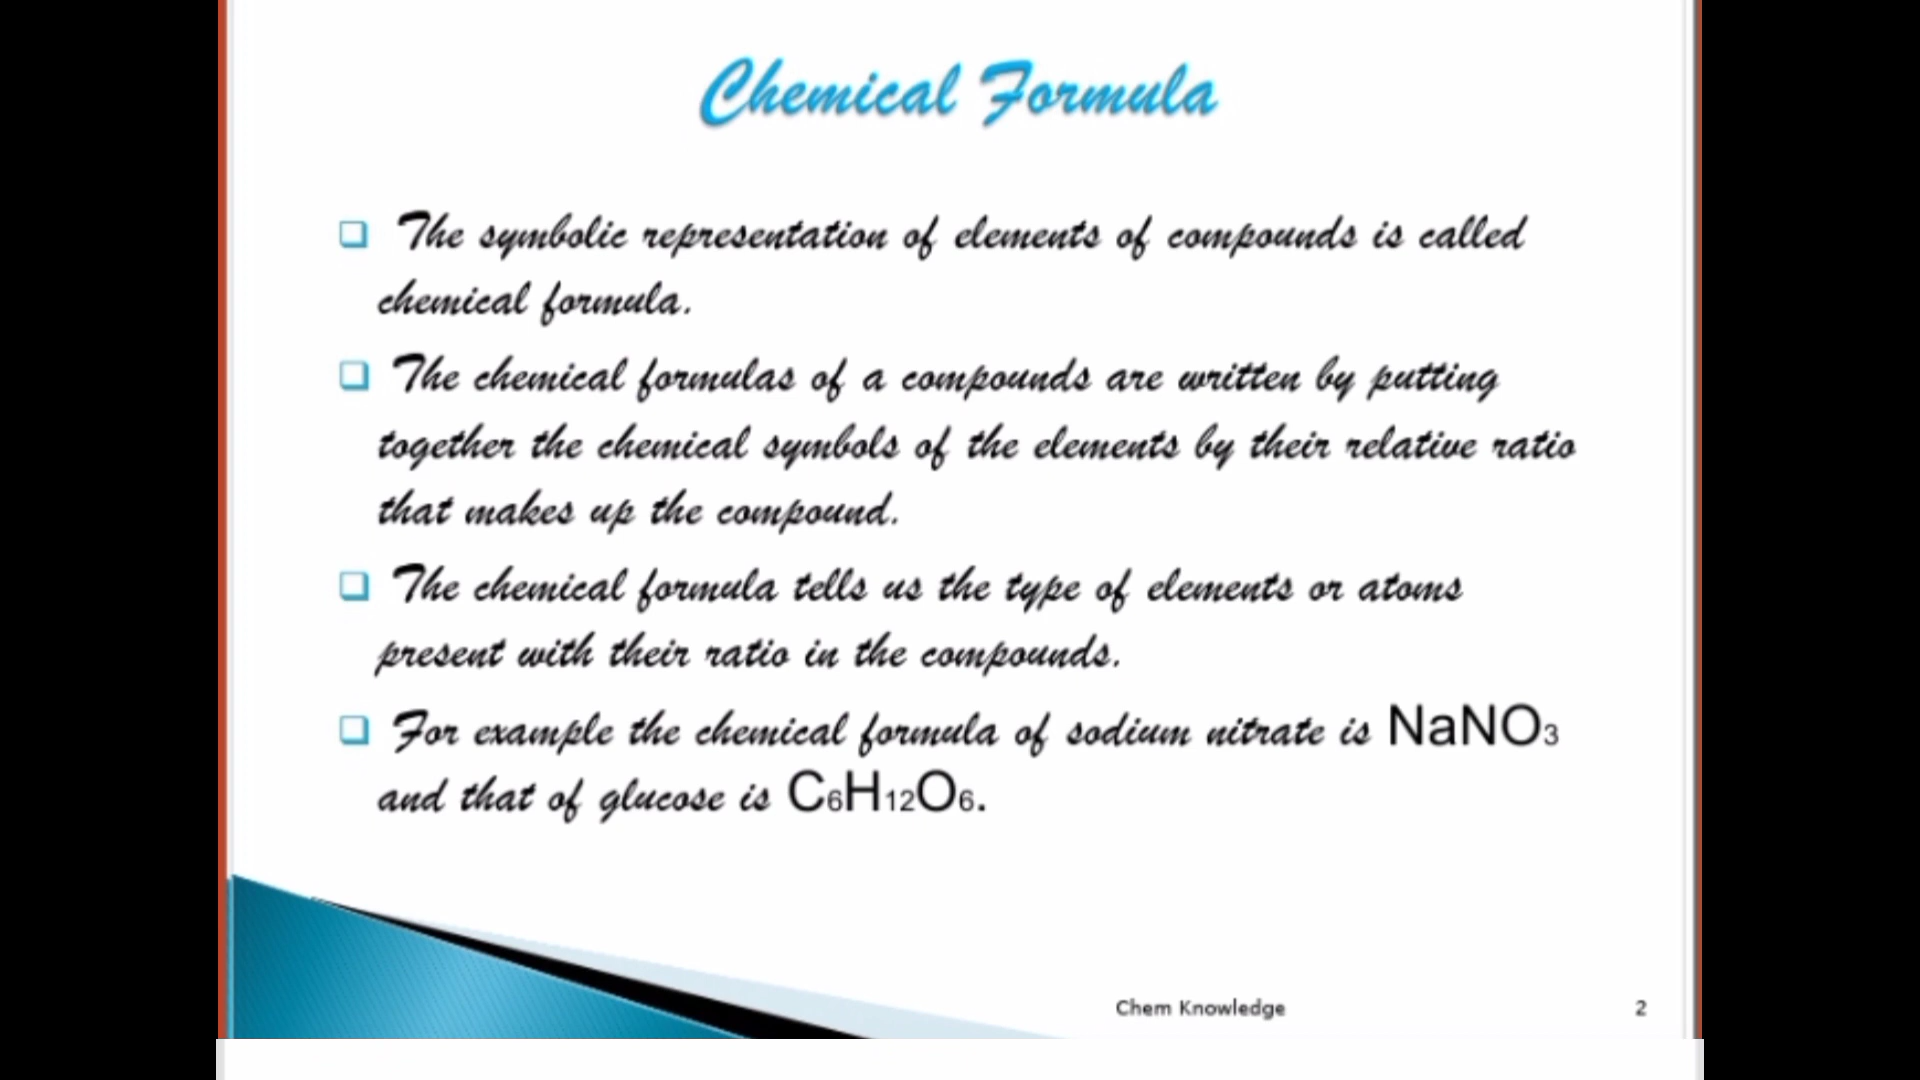 Chemical Formula
The symbolic representation of elements of compounds is called
chemical formula.
The chemical formulas of a compounds are written by putting
together the chemical symbols of the elements by their relative ratio
that makes up the compound.
The chemical formula tells us the type of elements or atoms
present with their ratio in the compounds.
For example the chemical formula of sodium nitrate is NaNO₃
and that of glucose is C₆H₁₂O₆.
Chem Knowledge 2